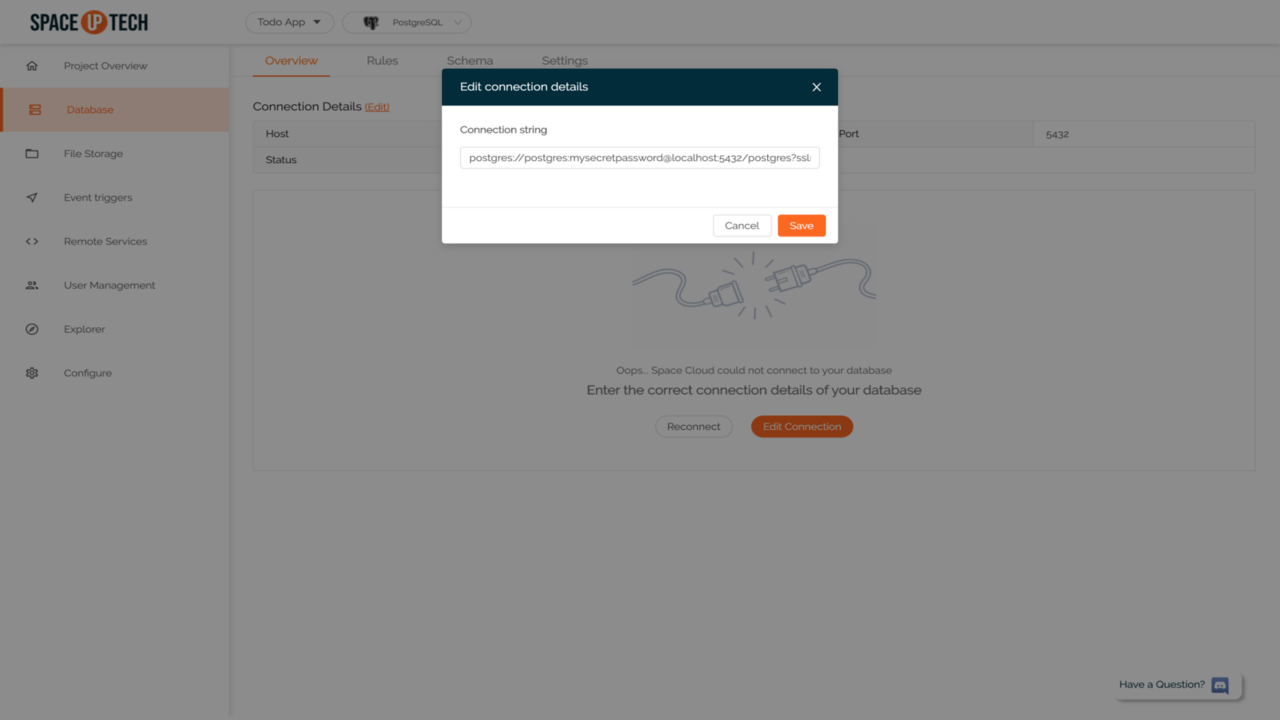 SPACE UP TECH
Todo App
PostgreSQL
Project Overview
Database
File Storage
Event triggers
Remote Services
User Management
Explorer
Configure
Overview Rules Schema Settings
Connection Details (Edit)
Host Port 5432
Status
Edit connection details
Connection string
postgres://postgres:mysecretpassword@localhost:5432/postgres?ssl
Cancel Save
Oops... Space Cloud could not connect to your database
Enter the correct connection details of your database
Reconnect Edit Connection
Have a Question?